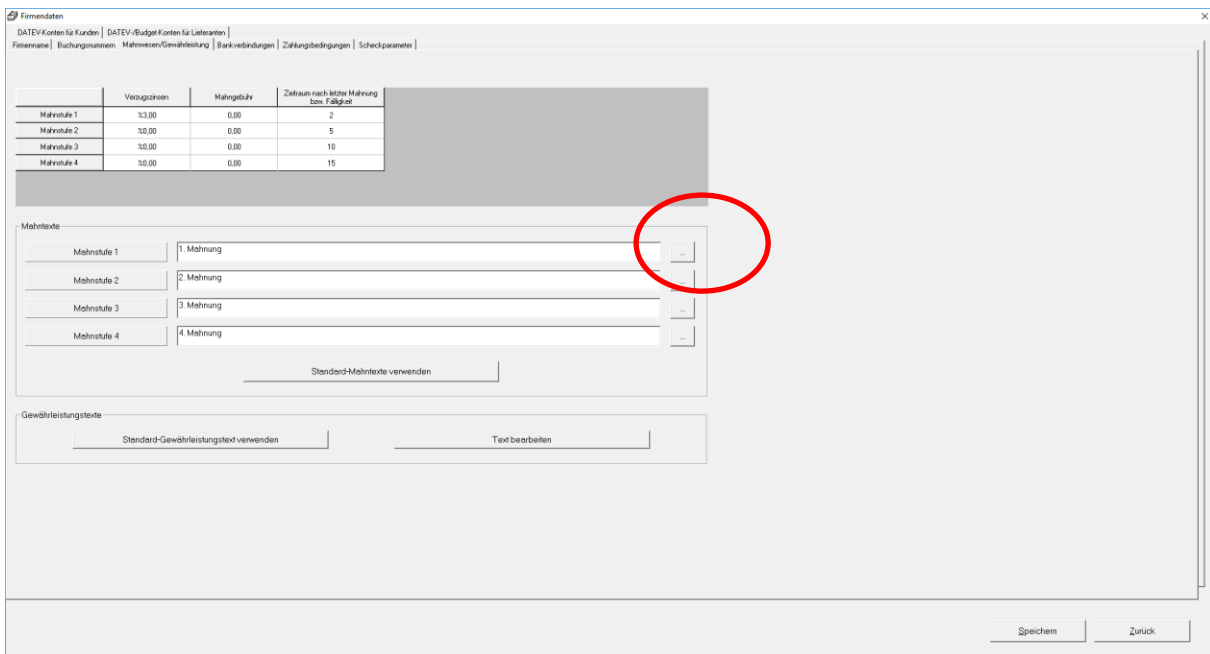 Firmendaten
DATEV-Konten für Kunden DATEV-/Budget-Konten für Lieferanten
Firmenname Buchungsnummern Mahnwesen/Gewährleistung Bankverbindungen Zahlungsbedingungen Scheckparameter
Verzugszinsen Mahngebühr Zeitraum nach letzter Mahnung
bzw. Fälligkeit
Mahnstufe 1 %3,00 0,00 2
Mahnstufe 2 %0,00 0,00 5
Mahnstufe 3 %0,00 0,00 10
Mahnstufe 4 %0,00 0,00 15
Mahntexte
Mahnstufe 1 1. Mahnung ...
Mahnstufe 2 2. Mahnung ...
Mahnstufe 3 3. Mahnung ...
Mahnstufe 4 4. Mahnung ...
Standard-Mahntexte verwenden
Gewährleistungstexte
Standard-Gewährleistungstext verwenden Text bearbeiten
Speichern Zurück